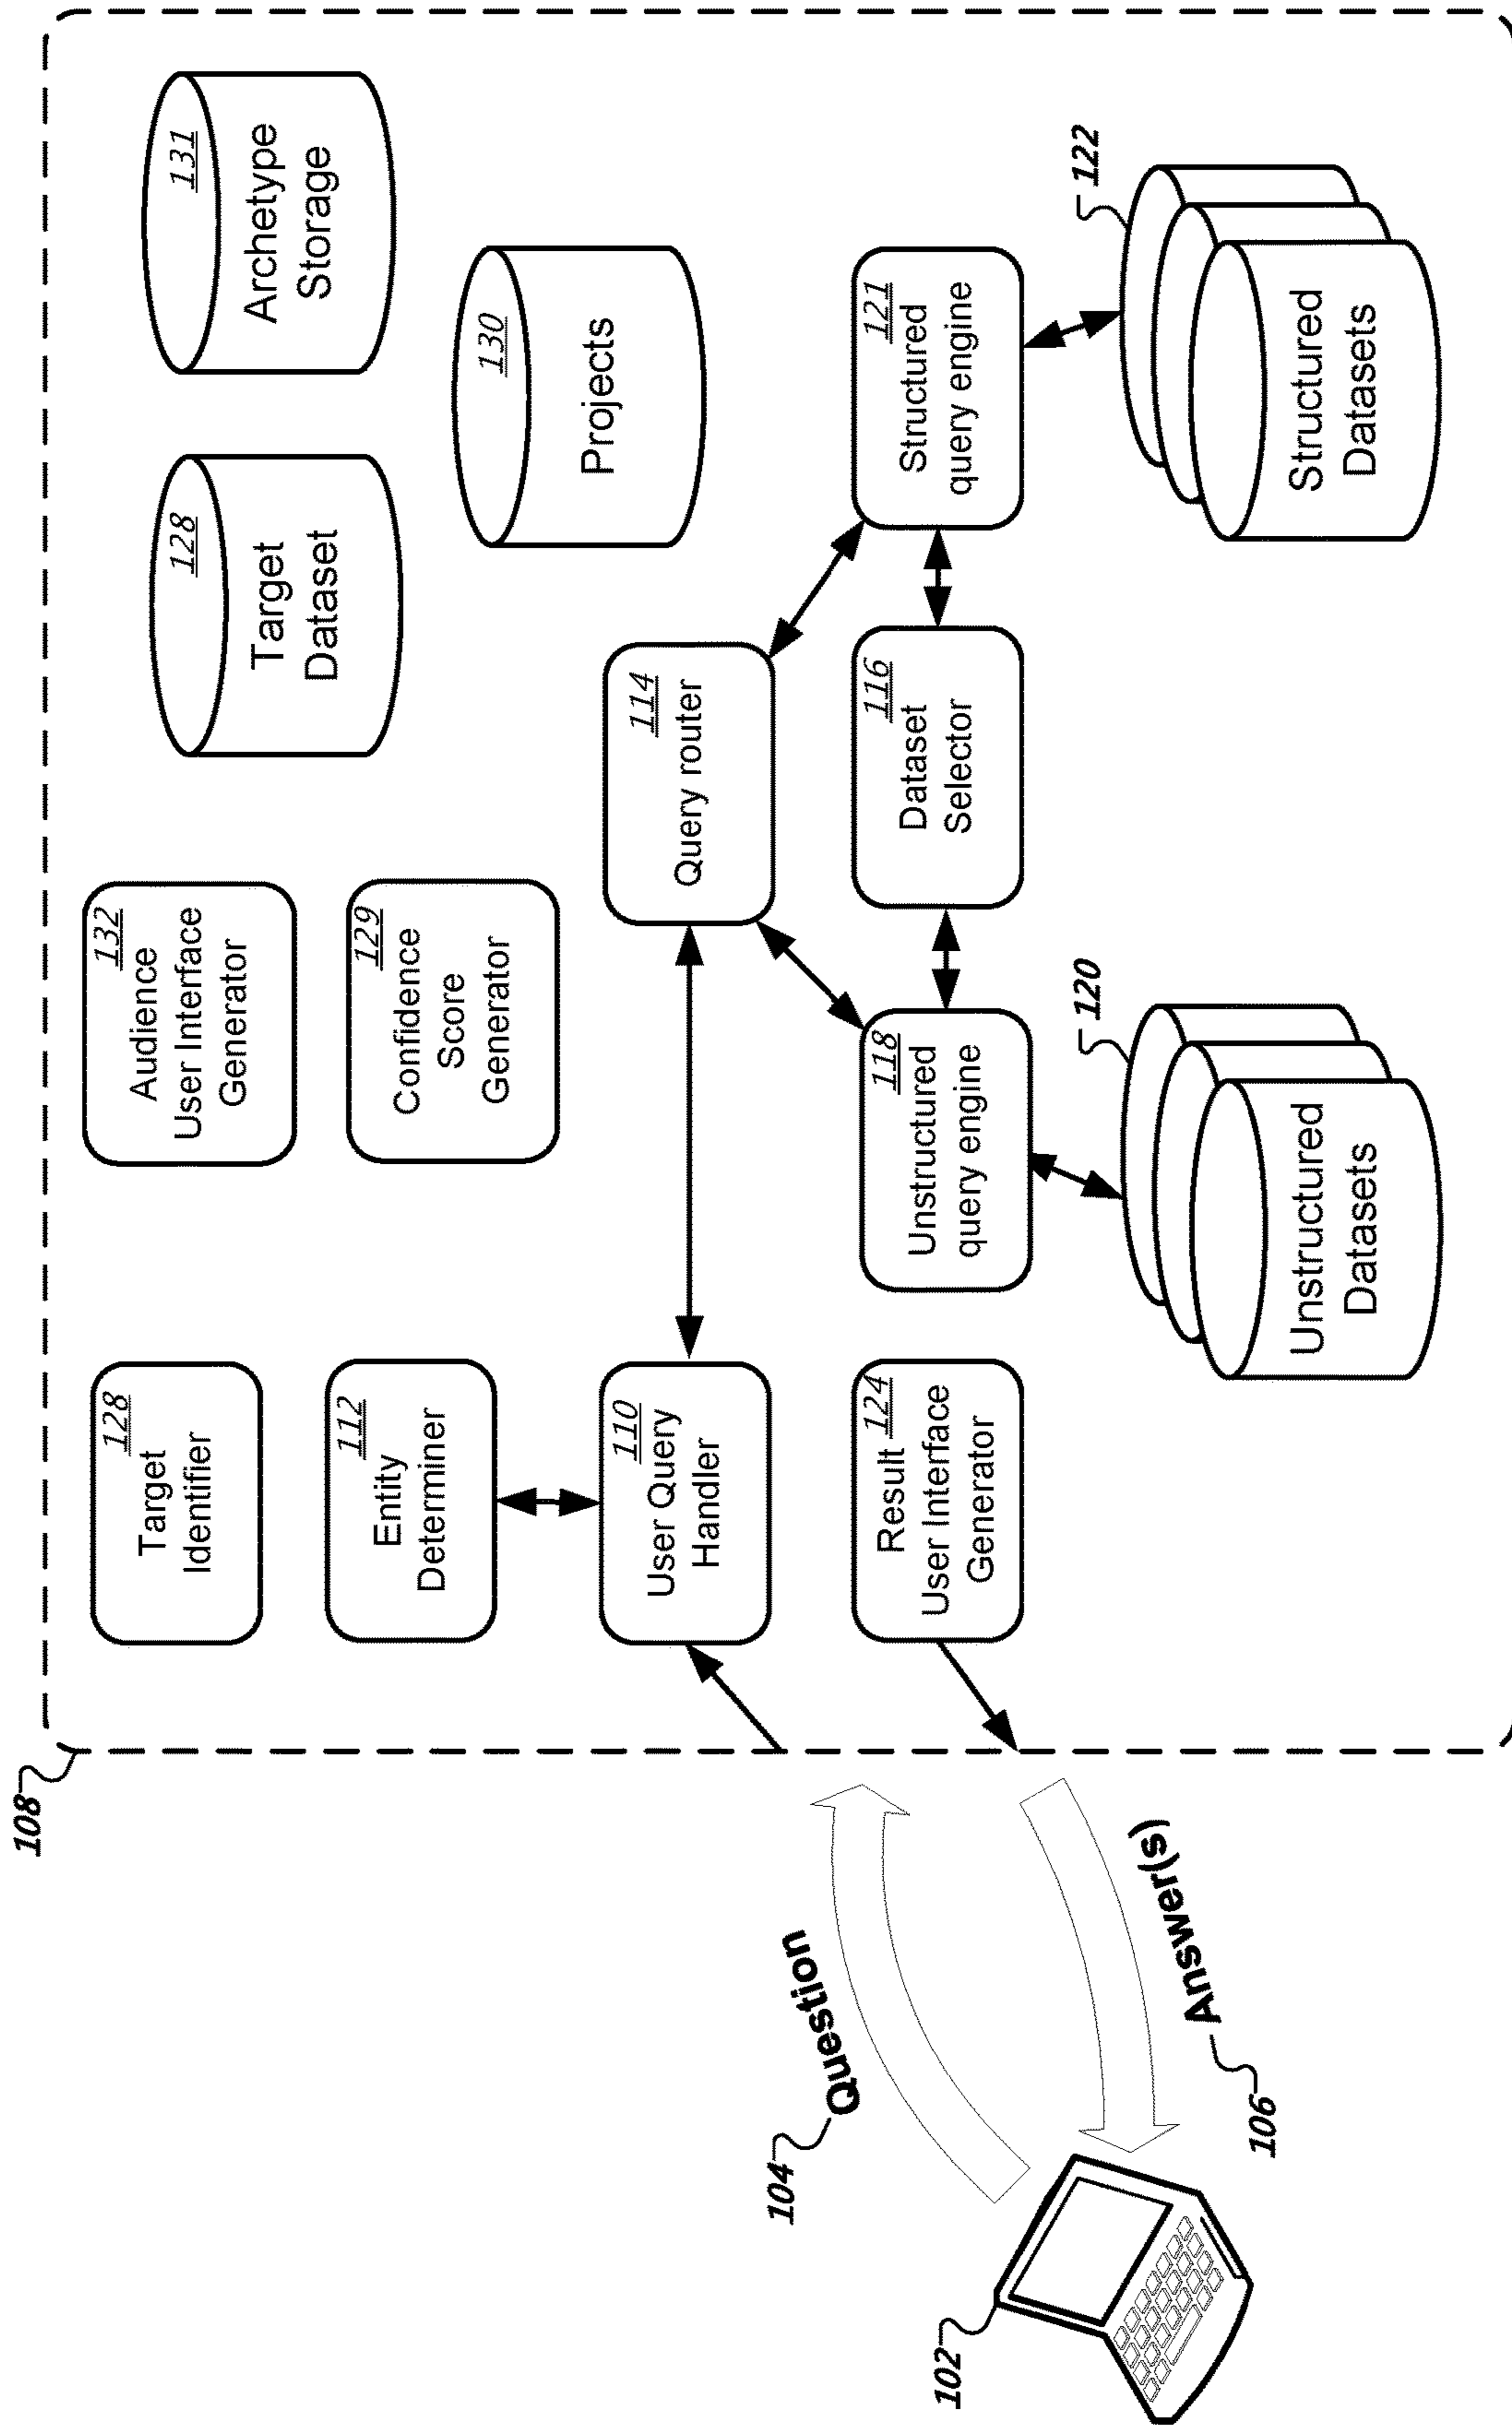 108
128
Target
Identifier
132
Audience
User Interface
Generator
128
Target
Dataset
131
Archetype
Storage
112
Entity
Determiner
129
Confidence
Score
Generator
130
Projects
110
User Query
Handler
114
Query router
104
Question
124
Result
User Interface
Generator
118
Unstructured
query engine
116
Dataset
Selector
121
Structured
query engine
102
106
Answer(s)
120
Unstructured
Datasets
122
Structured
Datasets